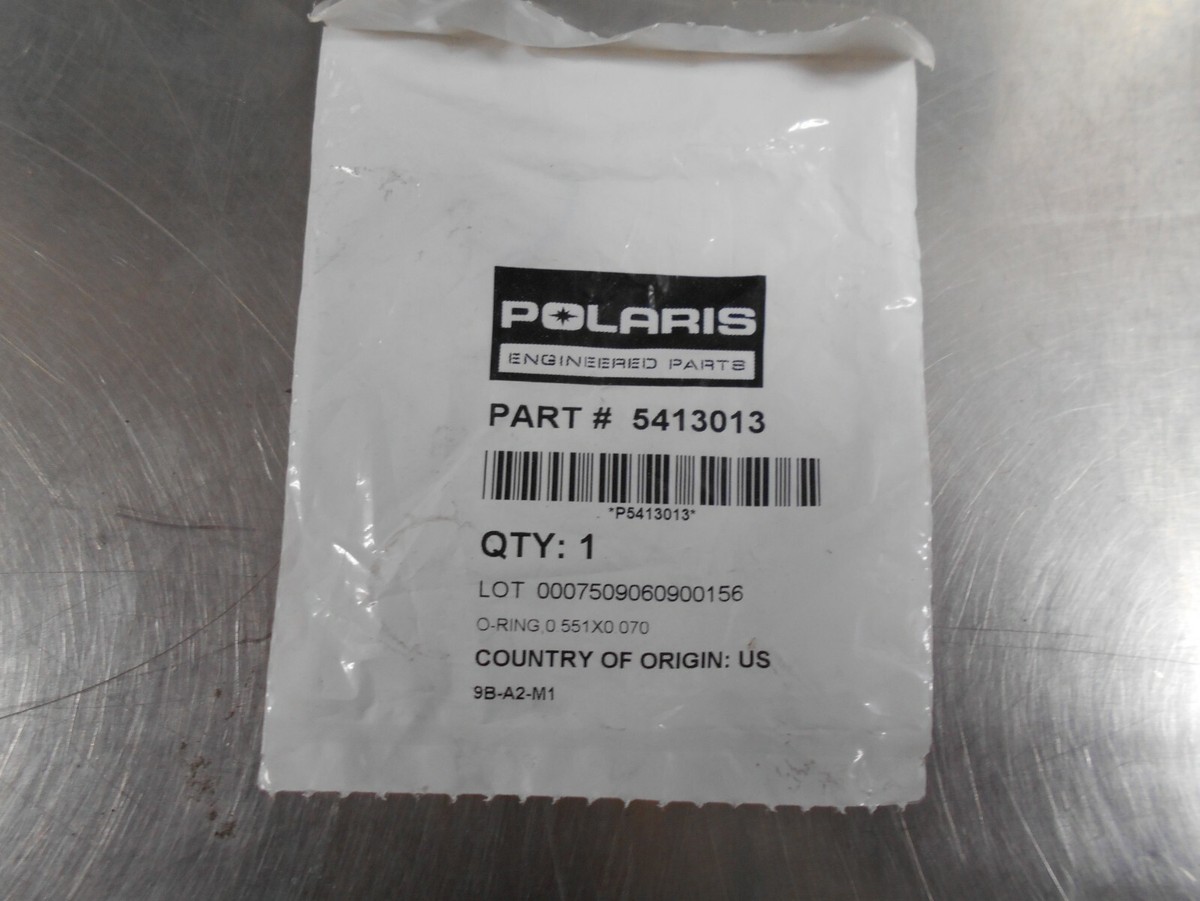 POLARIS
ENGINEERED PARTS
PART # 5413013
*P5413013*
QTY: 1
LOT 0007509060900156
O-RING,0.551X0.070
COUNTRY OF ORIGIN: US
9B-A2-M1